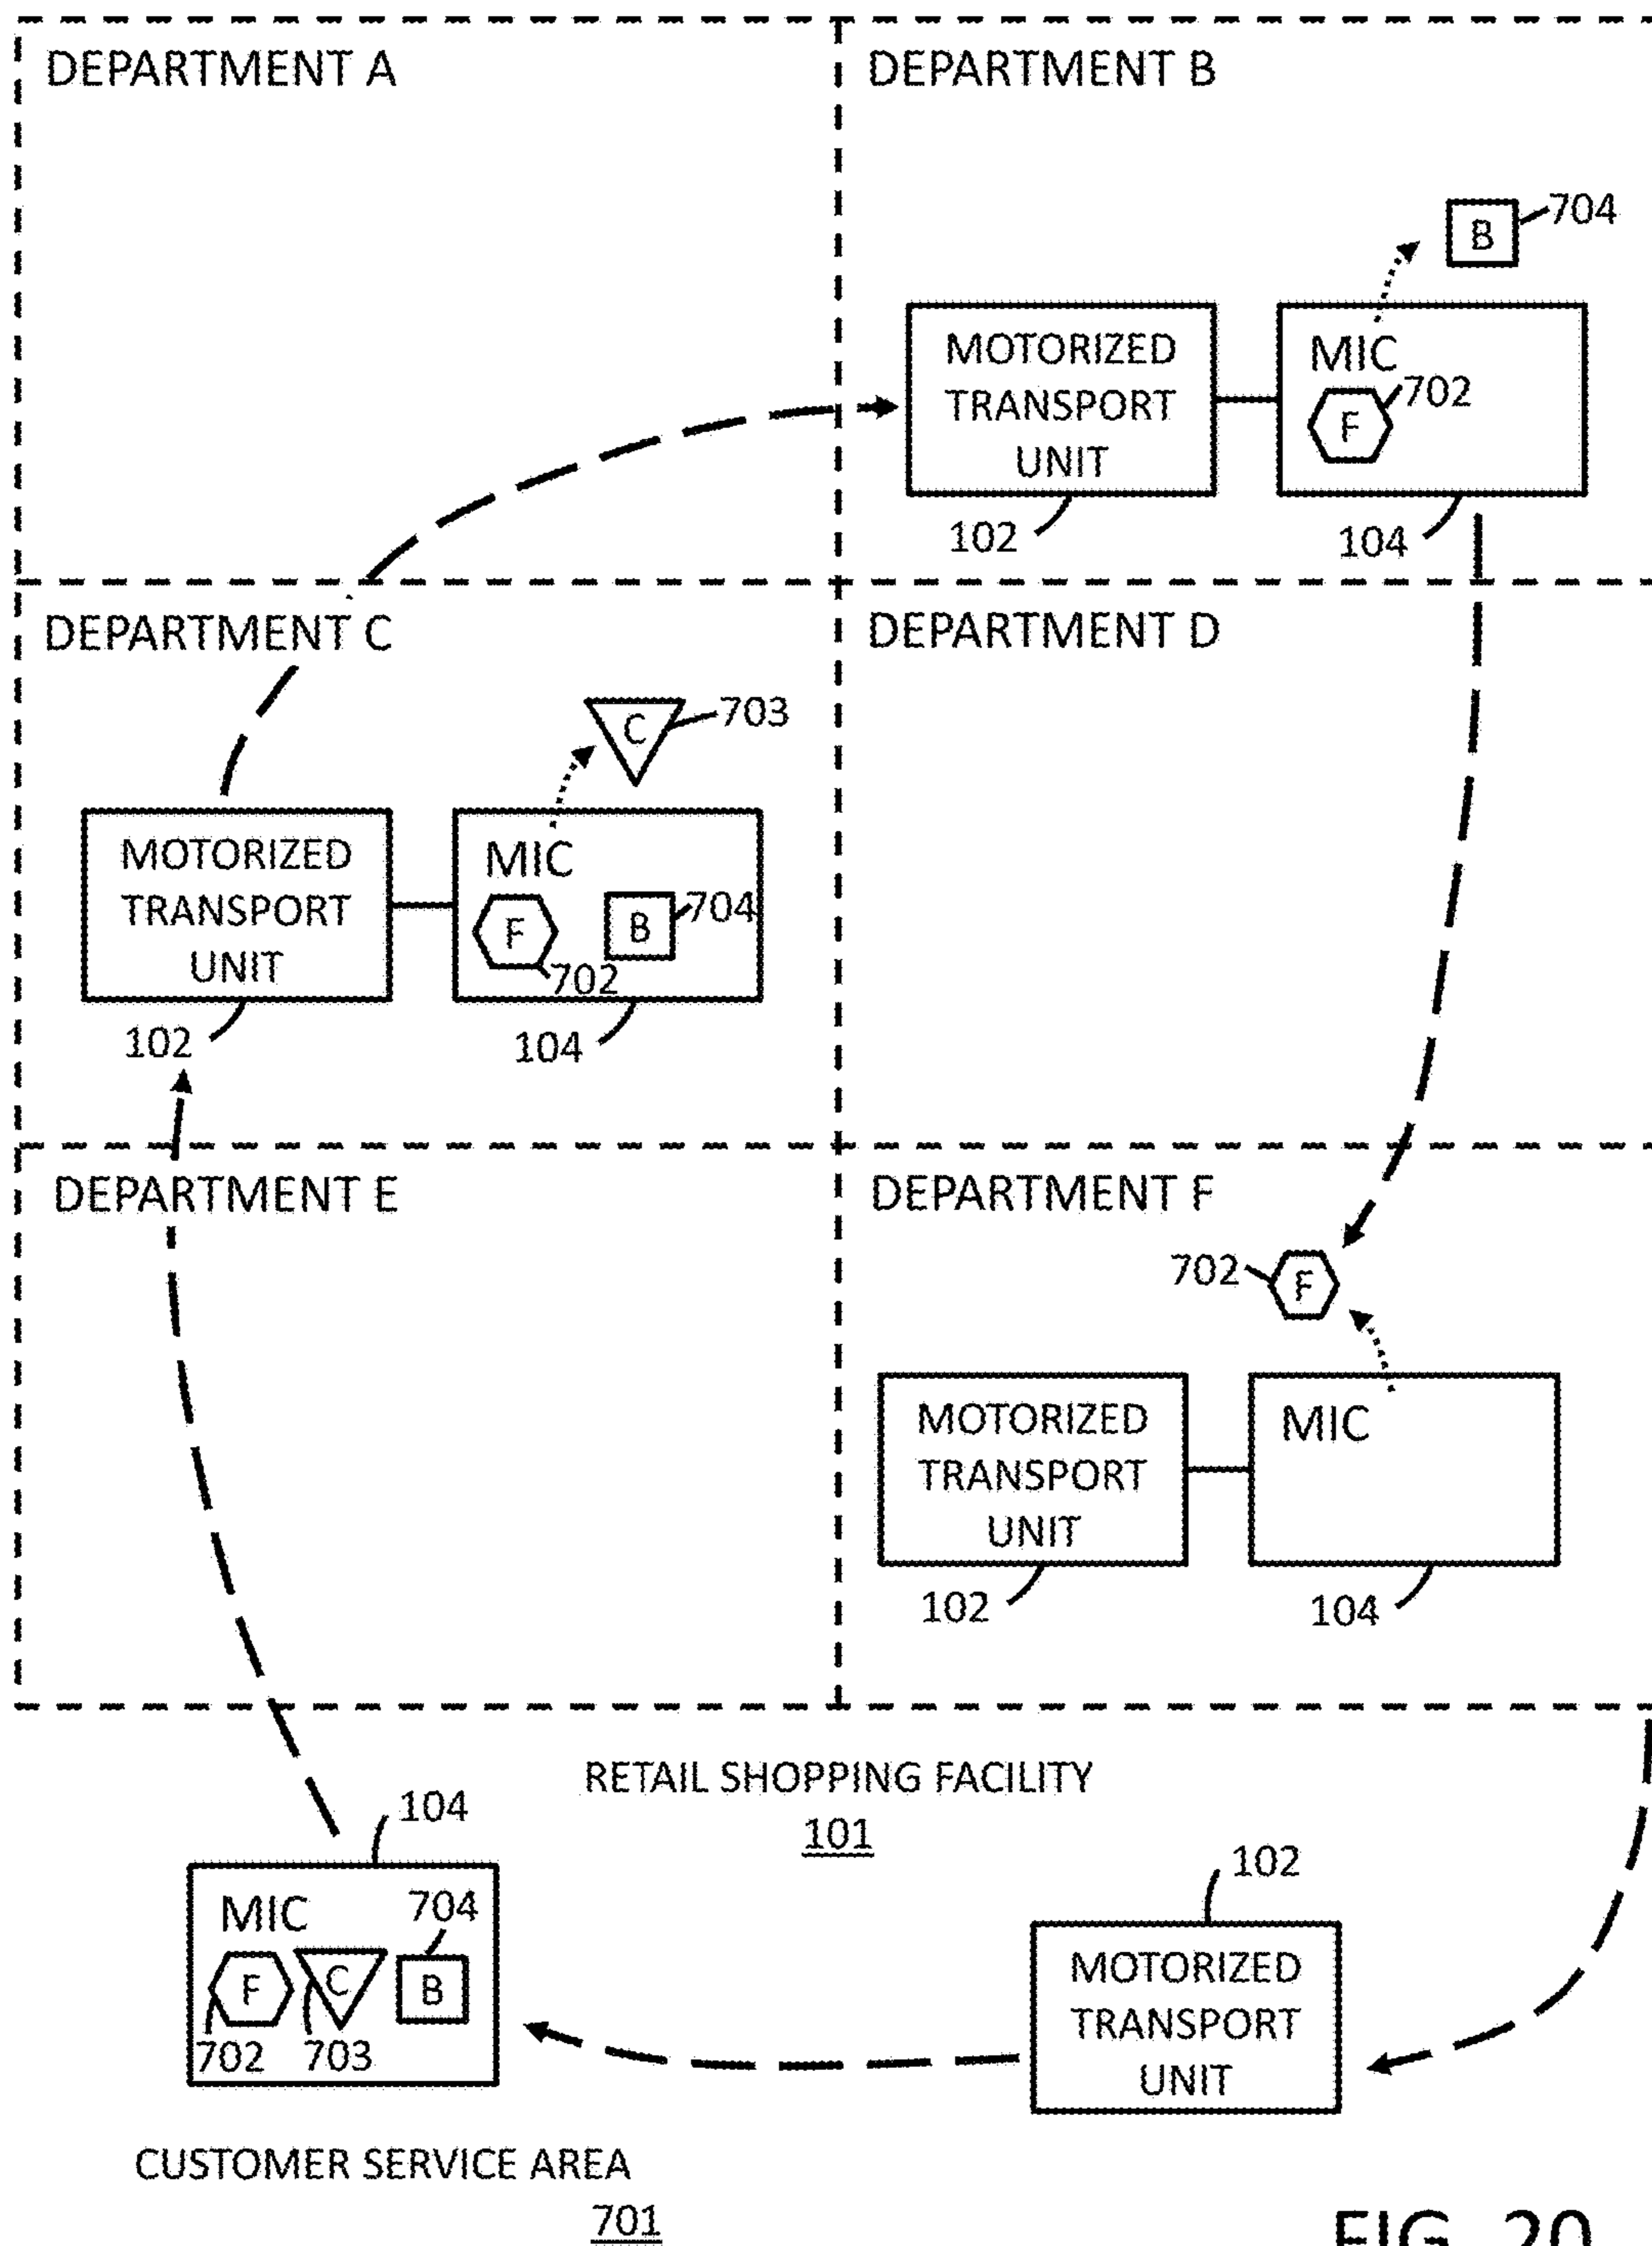 DEPARTMENT A
DEPARTMENT B
B
704
MOTORIZED
TRANSPORT
UNIT
MIC
702
F
102
104
DEPARTMENT C
DEPARTMENT D
C
703
MOTORIZED
TRANSPORT
UNIT
MIC
F
B
704
702
102
104
DEPARTMENT E
DEPARTMENT F
702
F
MOTORIZED
TRANSPORT
UNIT
MIC
102
104
RETAIL SHOPPING FACILITY
101
104
MIC
704
F
C
B
702
703
102
MOTORIZED
TRANSPORT
UNIT
CUSTOMER SERVICE AREA
701
FIG. 20